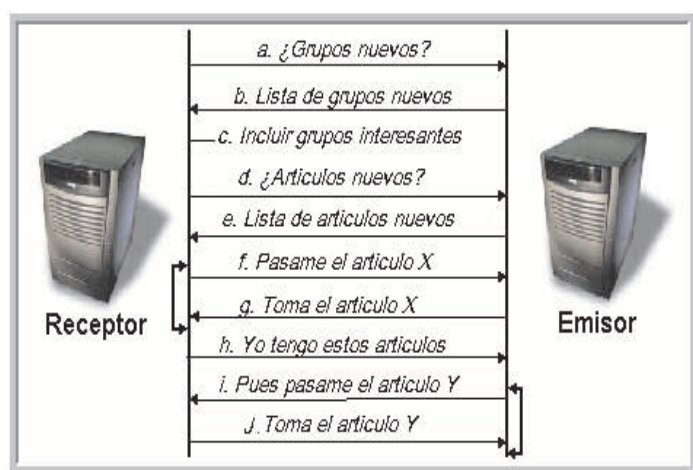 a. ¿Grupos nuevos?
b. Lista de grupos nuevos
c. Incluir grupos interesantes
d. ¿Articulos nuevos?
e. Lista de articulos nuevos
f. Pasame el articulo X
g. Toma el articulo X
Receptor
Emisor
h. Yo tengo estos articulos
i. Pues pasame el articulo Y
J. Toma el articulo Y